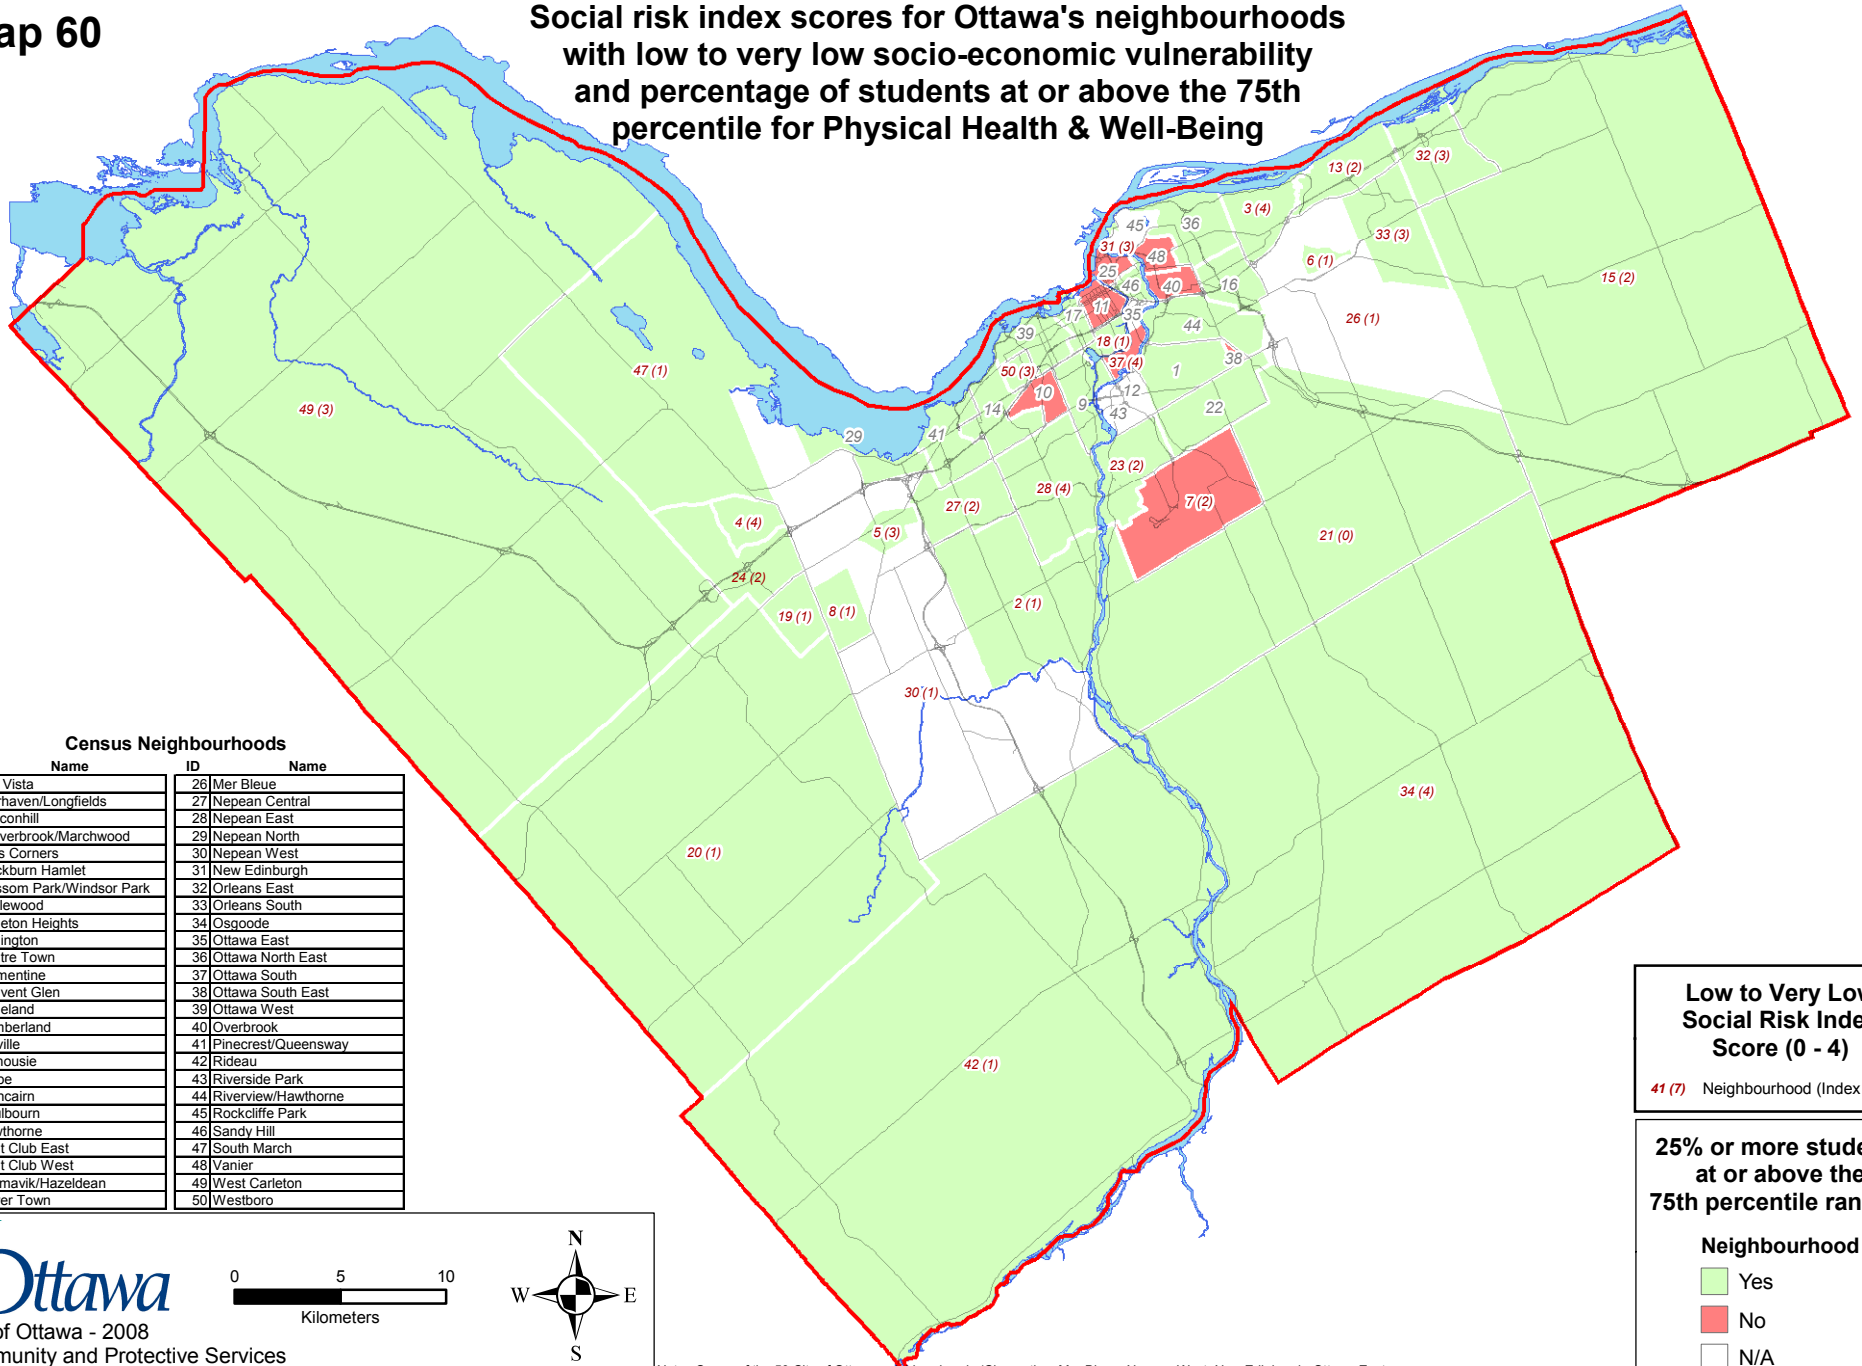 ap 60
Social risk index scores for Ottawa's neighbourhoods
with low to very low socio-economic vulnerability
and percentage of students at or above the 75th
percentile for Physical Health & Well-Being
32 (3)
13 (2)
3 (4)
45
36
33 (3)
31 (3)
48
6 (1)
25
15 (2)
46
40
16
11
17
35
26 (1)
44
39
18 (1)
38
37 (4)
47 (1)
50 (3)
1
10
12
49 (3)
14
9
43
22
29
41
23 (2)
28 (4)
7 (2)
27 (2)
4 (4)
5 (3)
21 (0)
24 (2)
2 (1)
19 (1)
8 (1)
30 (1)
34 (4)
20 (1)
42 (1)
Census Neighbourhoods
Name ID Name
Vista 26 Mer Bleue
rhaven/Longfields 27 Nepean Central
conhill 28 Nepean East
verbrook/Marchwood 29 Nepean North
s Corners 30 Nepean West
ckburn Hamlet 31 New Edinburgh
ssom Park/Windsor Park 32 Orleans East
lewood 33 Orleans South
eton Heights 34 Osgoode
ington 35 Ottawa East
tre Town 36 Ottawa North East
mentine 37 Ottawa South
vent Glen 38 Ottawa South East
eland 39 Ottawa West
mberland 40 Overbrook
ville 41 Pinecrest/Queensway
housie 42 Rideau
be 43 Riverside Park
ncairn 44 Riverview/Hawthorne
ulbourn 45 Rockcliffe Park
wthorne 46 Sandy Hill
t Club East 47 South March
t Club West 48 Vanier
mavik/Hazeldean 49 West Carleton
er Town 50 Westboro
Ottawa
of Ottawa - 2008
munity and Protective Services
0 5 10
Kilometers
N
W E
S
Low to Very Low
Social Risk Inde
Score (0 - 4)
41 (7) Neighbourhood (Index
25% or more stude
at or above the
75th percentile ran
Neighbourhood
Yes
No
N/A